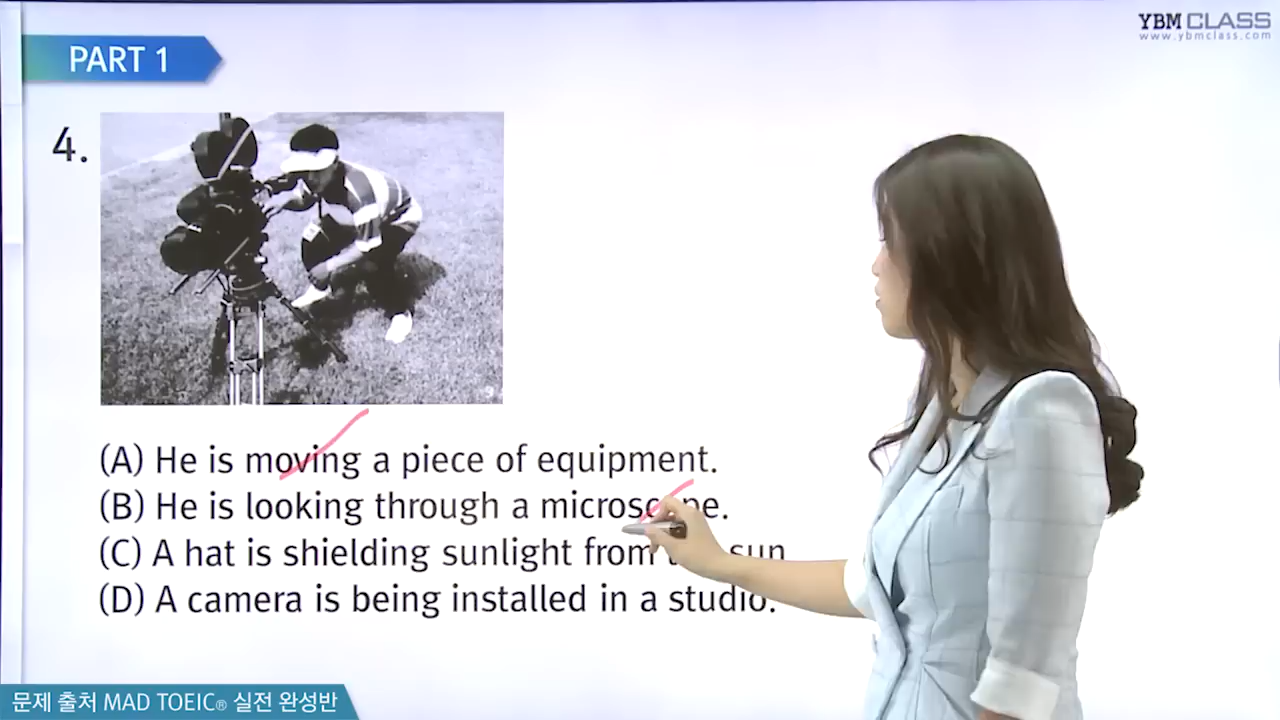 PART 1
YBM CLASS
www.ybmclass.com
4.
(A) He is moving a piece of equipment.
(B) He is looking through a microscope.
(C) A hat is shielding sunlight from sun
(D) A camera is being installed in a studio.
문제 출처 MAD TOEIC® 실전 완성반